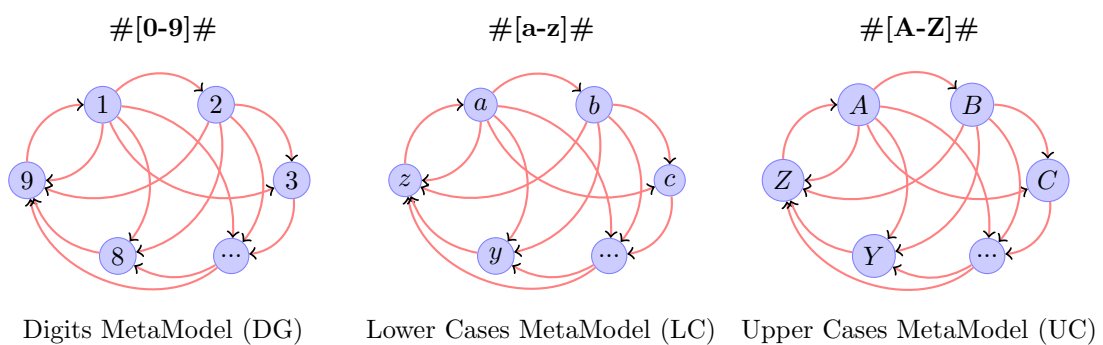 #[0-9]#
#[a-z]#
#[A-Z]#
1
2
9
3
8
...
a
b
z
c
y
...
A
B
Z
C
Y
...
Digits MetaModel (DG)
Lower Cases MetaModel (LC)
Upper Cases MetaModel (UC)